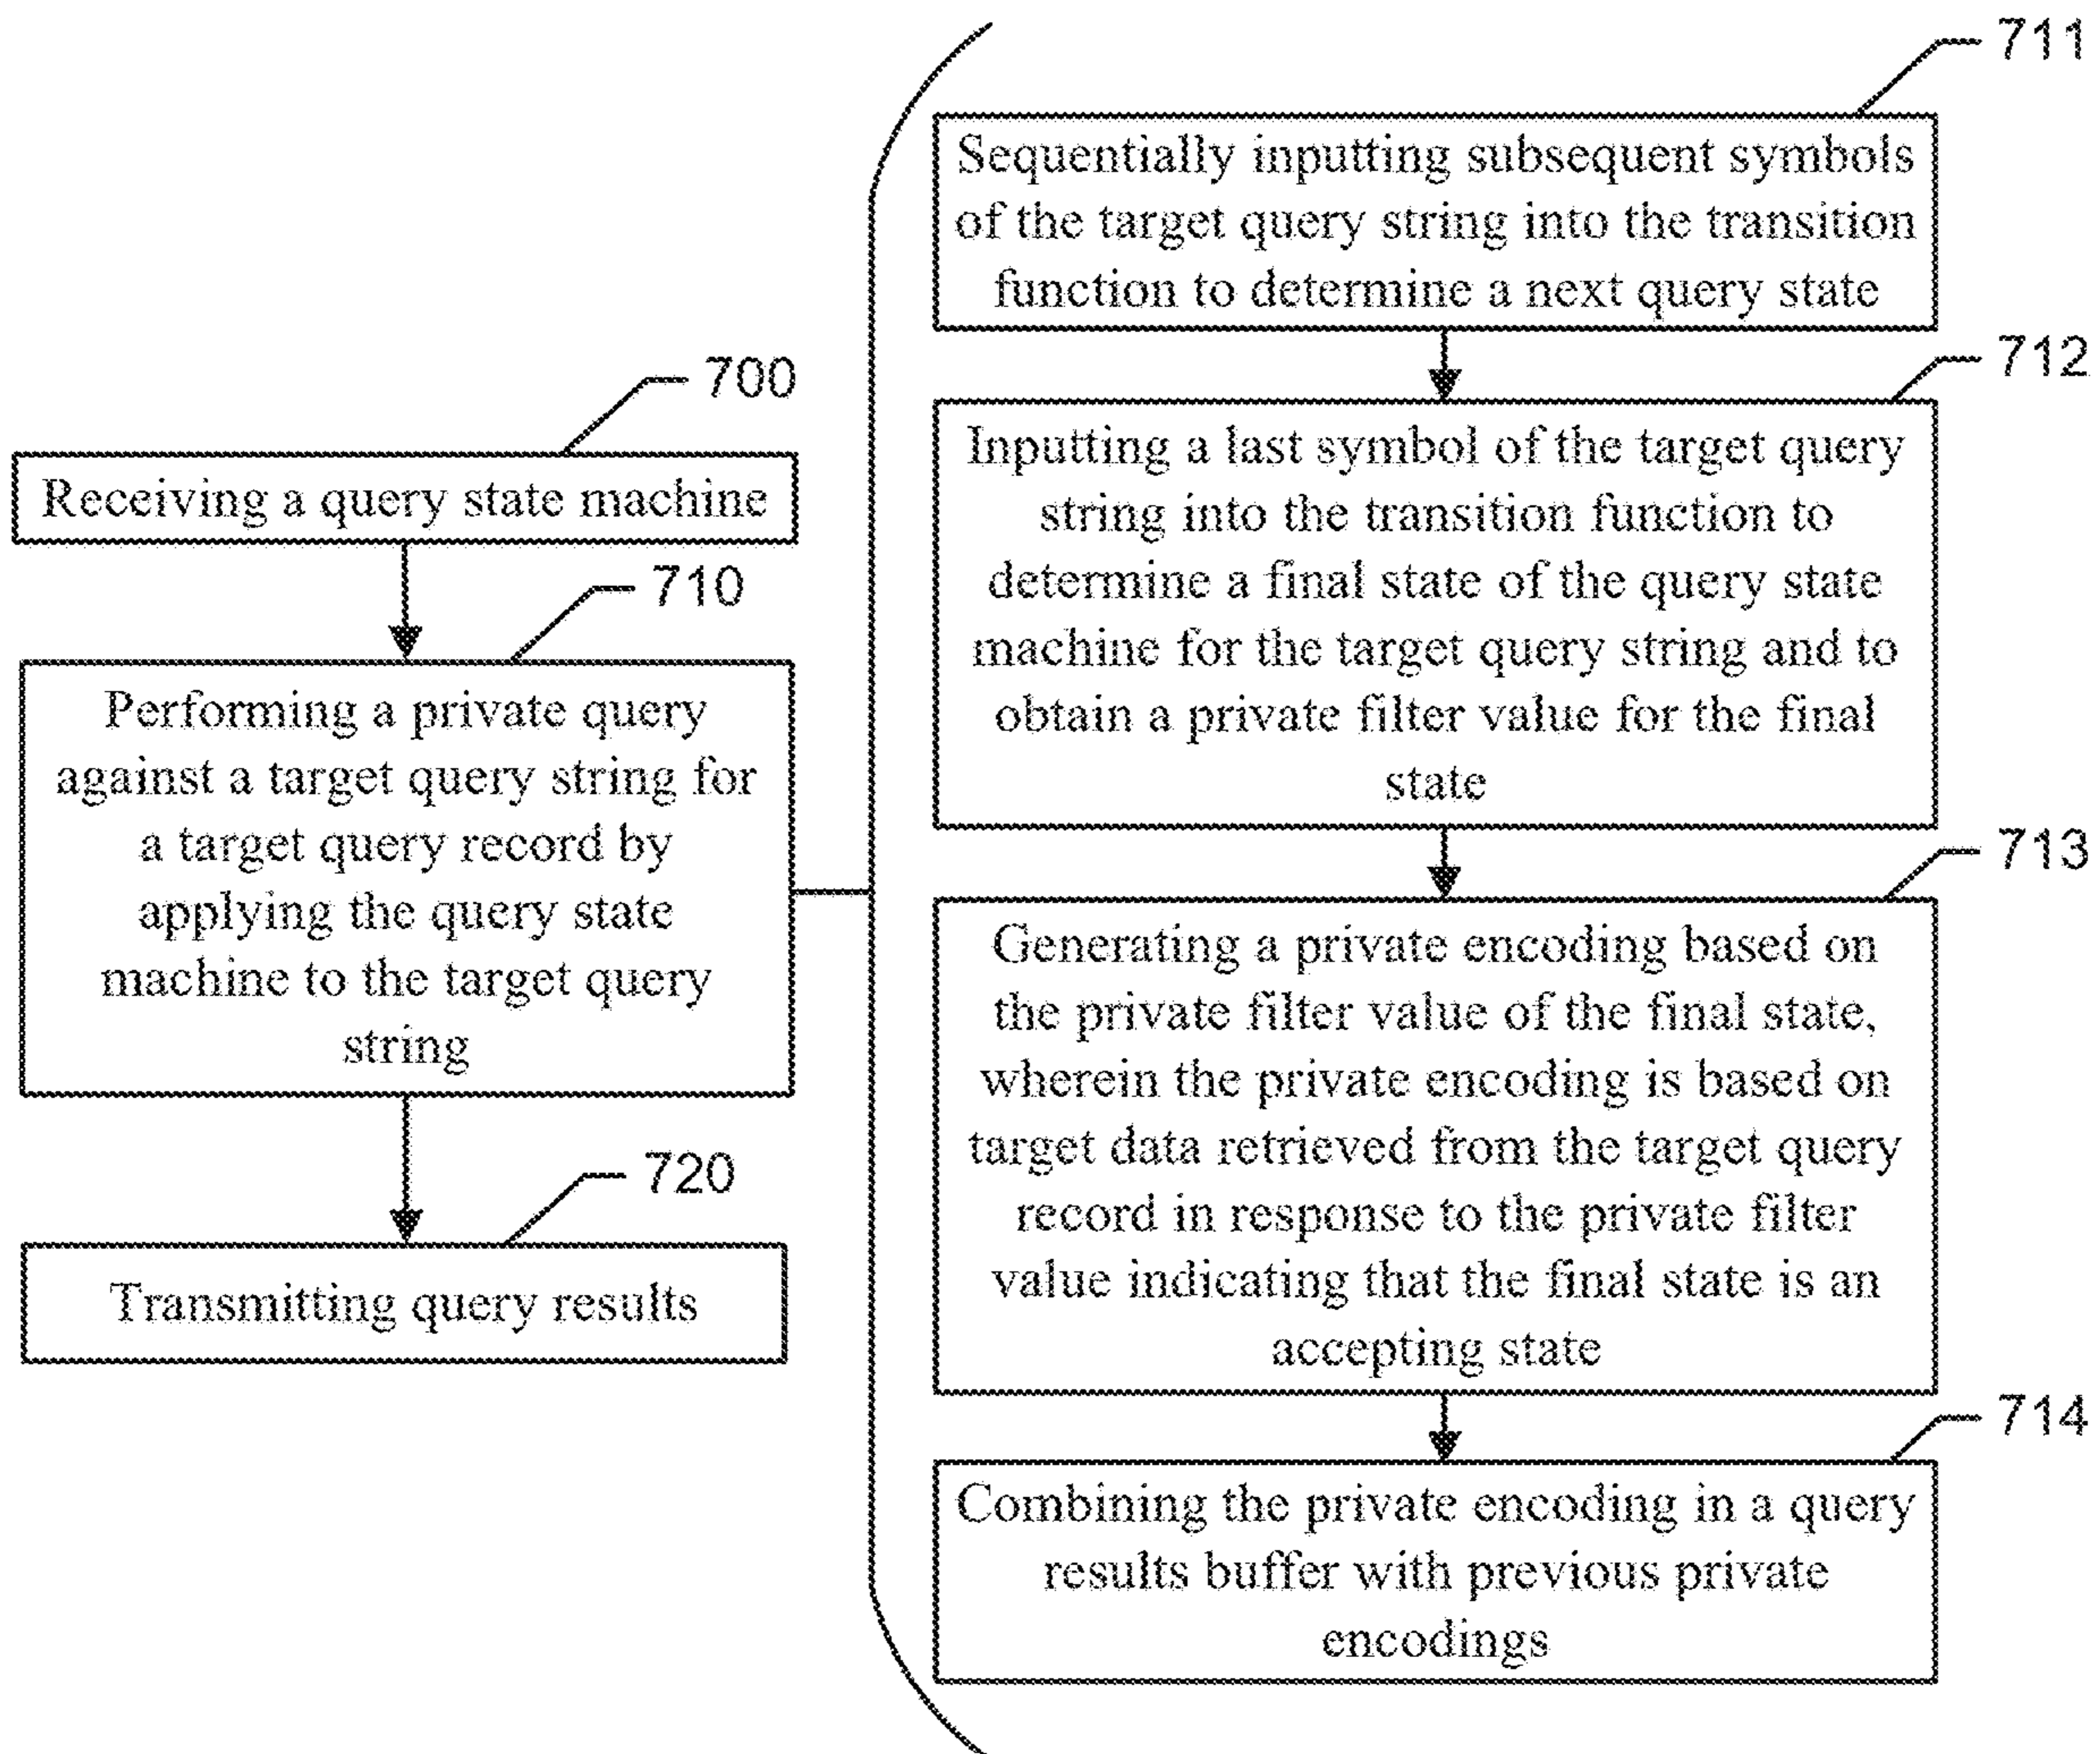 700
Receiving a query state machine
710
Performing a private query
against a target query string for
a target query record by
applying the query state
machine to the target query
string
720
Transmitting query results
711
Sequentially inputting subsequent symbols
of the target query string into the transition
function to determine a next query state
712
Inputting a last symbol of the target query
string into the transition function to
determine a final state of the query state
machine for the target query string and to
obtain a private filter value for the final
state
713
Generating a private encoding based on
the private filter value of the final state,
wherein the private encoding is based on
target data retrieved from the target query
record in response to the private filter
value indicating that the final state is an
accepting state
714
Combining the private encoding in a query
results buffer with previous private
encodings